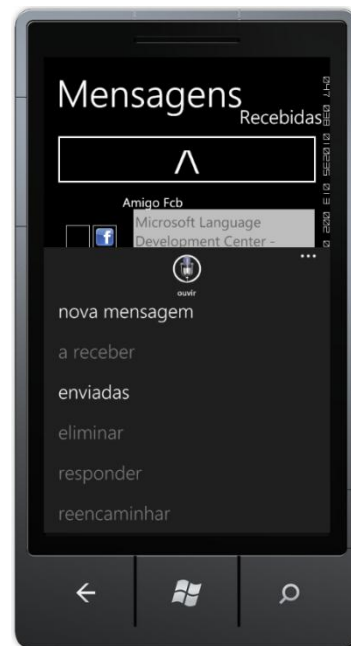 Mensagens
Recebidas
Λ
Amigo Fcb
Microsoft Language
Development Center -
...
ouvir
nova mensagem
a receber
enviadas
eliminar
responder
reencaminhar